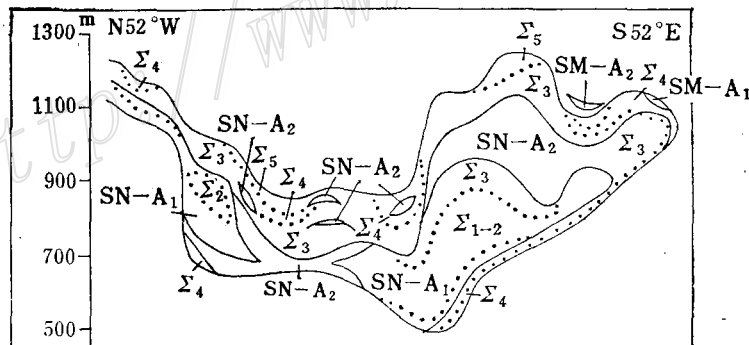 1300 m N52°W S52°E
Σ5
Σ4 Σ3 SM-A2 Σ4 SM-A1
1100
SN-A2
Σ3 Σ5 SN-A2 SN-A2 Σ3
900 Σ2 Σ4 Σ3
SN-A1 Σ4 Σ1-2
Σ3
700
Σ4 SN-A2 SN-A1 Σ4
500
http://www.